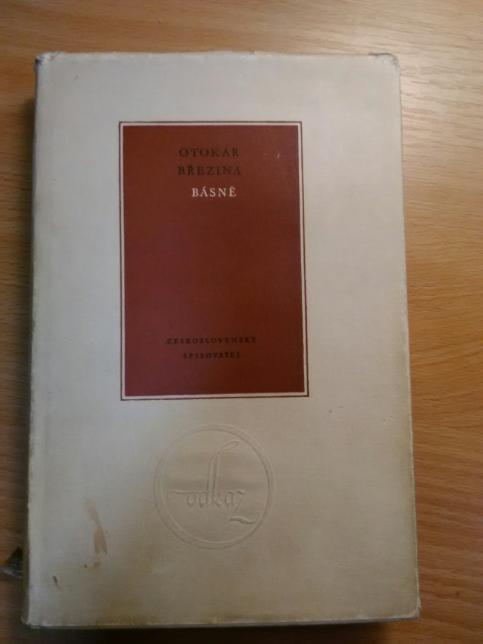 OTOKAR
BŘEZINA
BÁSNĚ
ČESKOSLOVENSKÝ
SPISOVATEL
odkaz